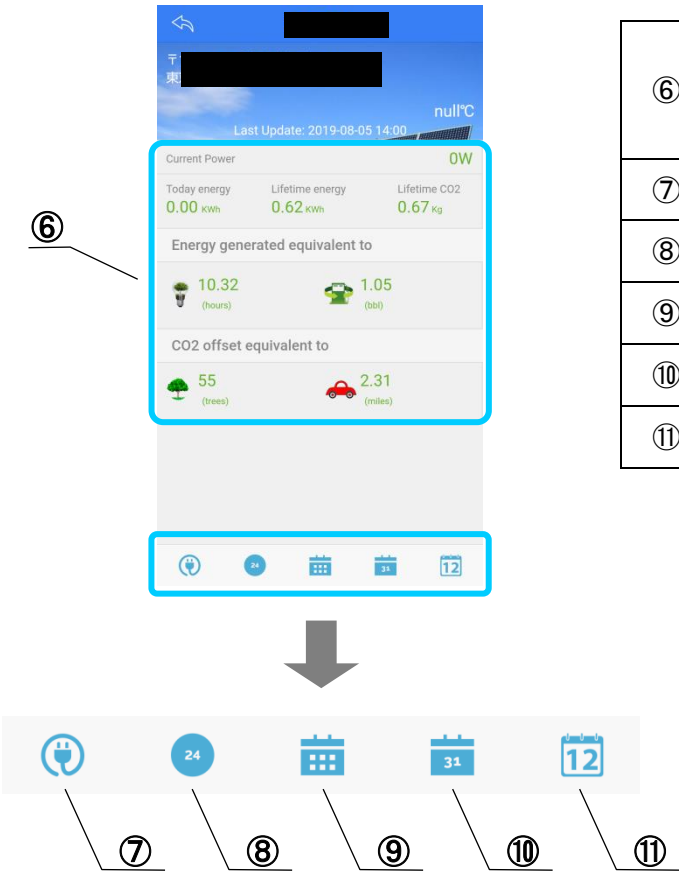 〒
東
null℃
Last Update: 2019-08-05 14:00
Current Power 0W
Today energy Lifetime energy Lifetime CO2
0.00 KWh 0.62 KWh 0.67 Kg
Energy generated equivalent to
10.32 1.05
(hours) (bbl)
CO2 offset equivalent to
55 2.31
(trees) (miles)
24 31 12
⑥
24 31 12
⑦ ⑧ ⑨ ⑩ ⑪
⑥
⑦
⑧
⑨
⑩
⑪